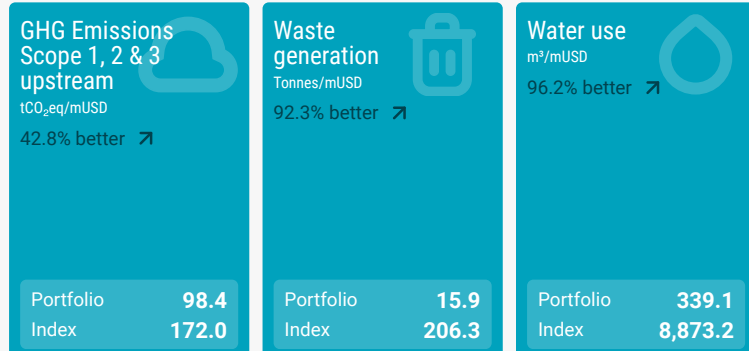 GHG Emissions
Scope 1, 2 & 3
upstream
tCO₂eq/mUSD
42.8% better
Portfolio 98.4
Index 172.0
Waste
generation
Tonnes/mUSD
92.3% better
Portfolio 15.9
Index 206.3
Water use
m³/mUSD
96.2% better
Portfolio 339.1
Index 8,873.2